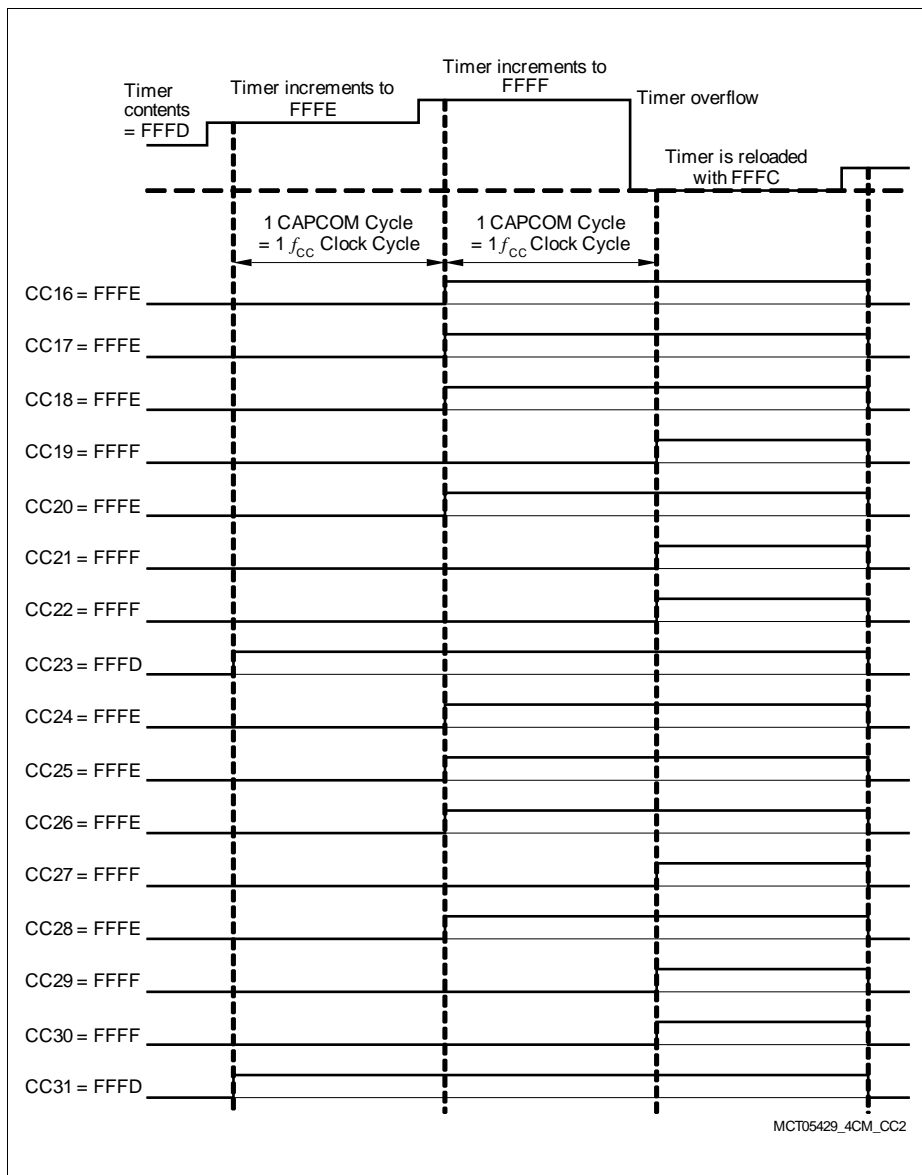 Timer
contents
= FFFD
Timer increments to
FFFE
Timer increments to
FFFF
Timer overflow
Timer is reloaded
with FFFC
1 CAPCOM Cycle
= 1 fCC Clock Cycle
1 CAPCOM Cycle
= 1 fCC Clock Cycle
CC16 = FFFE
CC17 = FFFE
CC18 = FFFE
CC19 = FFFF
CC20 = FFFE
CC21 = FFFF
CC22 = FFFF
CC23 = FFFD
CC24 = FFFE
CC25 = FFFE
CC26 = FFFE
CC27 = FFFF
CC28 = FFFE
CC29 = FFFF
CC30 = FFFF
CC31 = FFFD
MCT05429_4CM_CC2